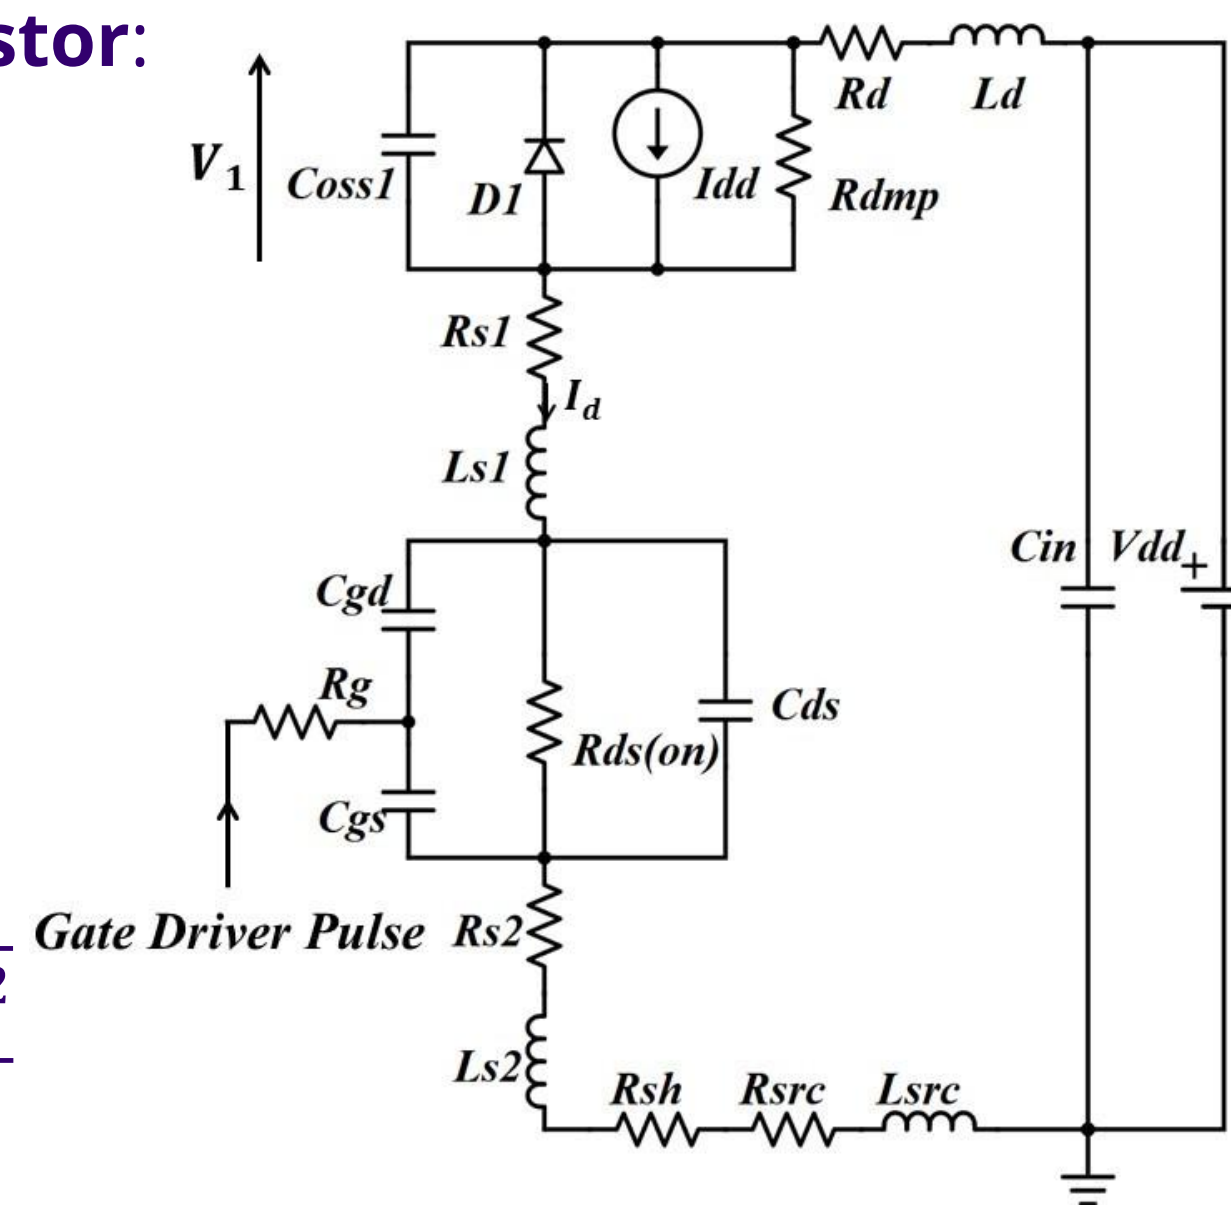 stor:
Rd
Ld
V1
Coss1
D1
Idd
Rdmp
Rs1
Id
Ls1
Cgd
Cin
Vdd
+
Rg
Cds
Rds(on)
Cgs
Gate Driver Pulse
Rs2
2
Ls2
Rsh
Rsrc
Lsrc